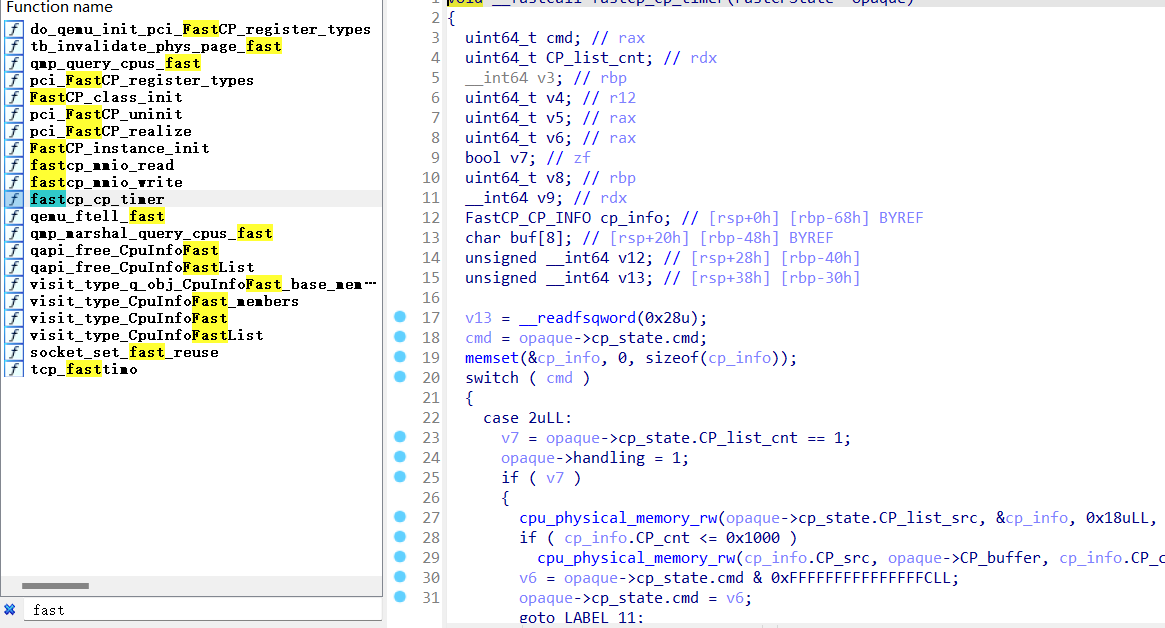 Function name
f do_qemu_init_pci_FastCP_register_types
f tb_invalidate_phys_page_fast
f qmp_query_cpus_fast
f pci_FastCP_register_types
f FastCP_class_init
f pci_FastCP_uninit
f pci_FastCP_realize
f FastCP_instance_init
f fastcp_mmio_read
f fastcp_mmio_write
f fastcp_cp_timer
f qemu_ftell_fast
f qmp_marshal_query_cpus_fast
f qapi_free_CpuInfoFast
f qapi_free_CpuInfoFastList
f visit_type_q_obj_CpuInfoFast_base_mem…
f visit_type_CpuInfoFast_members
f visit_type_CpuInfoFast
f visit_type_CpuInfoFastList
f socket_set_fast_reuse
f tcp_fasttimo
fast
1 void __fastcall fastcp_cp_timer(FastCPState *opaque)
2 {
3 uint64_t cmd; // rax
4 uint64_t CP_list_cnt; // rdx
5 __int64 v3; // rbp
6 uint64_t v4; // r12
7 uint64_t v5; // rax
8 uint64_t v6; // rax
9 bool v7; // zf
10 uint64_t v8; // rbp
11 __int64 v9; // rdx
12 FastCP_CP_INFO cp_info; // [rsp+0h] [rbp-68h] BYREF
13 char buf[8]; // [rsp+20h] [rbp-48h] BYREF
14 unsigned __int64 v12; // [rsp+28h] [rbp-40h]
15 unsigned __int64 v13; // [rsp+38h] [rbp-30h]
16
17 v13 = __readfsqword(0x28u);
18 cmd = opaque->cp_state.cmd;
19 memset(&cp_info, 0, sizeof(cp_info));
20 switch ( cmd )
21 {
22 case 2uLL:
23 v7 = opaque->cp_state.CP_list_cnt == 1;
24 opaque->handling = 1;
25 if ( v7 )
26 {
27 cpu_physical_memory_rw(opaque->cp_state.CP_list_src, &cp_info, 0x18uLL,
28 if ( cp_info.CP_cnt <= 0x1000 )
29 cpu_physical_memory_rw(cp_info.CP_src, opaque->CP_buffer, cp_info.CP_c
30 v6 = opaque->cp_state.cmd & 0xFFFFFFFFFFFFFFFCLL;
31 opaque->cp_state.cmd = v6;
goto LABEL_11;